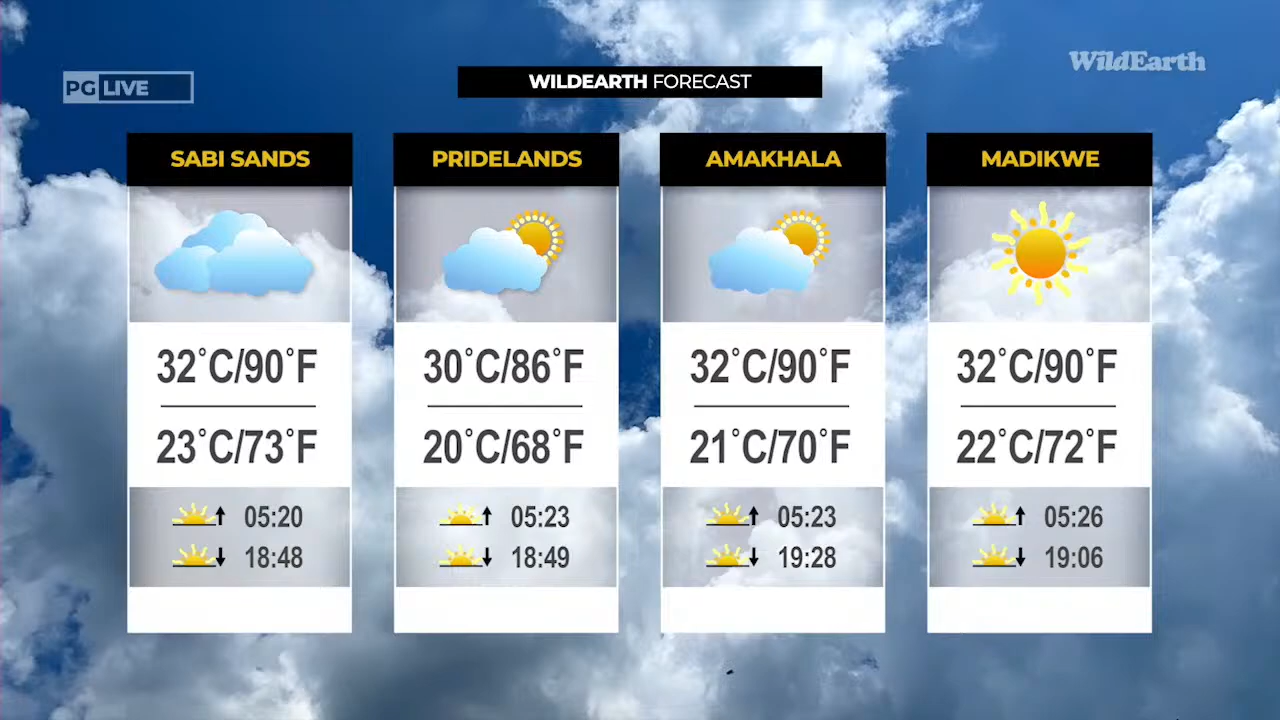 WildEarth
PG LIVE
WILDEARTH FORECAST
SABI SANDS
32°C/90°F
23°C/73°F
05:20
18:48
PRIDELANDS
30°C/86°F
20°C/68°F
05:23
18:49
AMAKHALA
32°C/90°F
21°C/70°F
05:23
19:28
MADIKWE
32°C/90°F
22°C/72°F
05:26
19:06